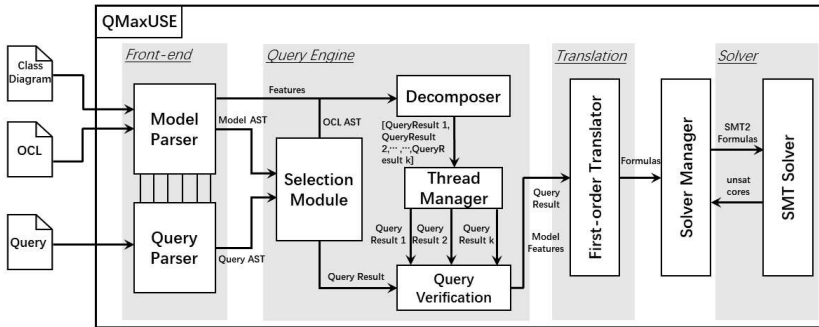 QMaxUSE
Front-end
Query Engine
Translation
Solver
Class
Diagram
OCL
Query
Model
Parser
Query
Parser
Features
Model AST
OCL AST
Query AST
Selection
Module
Decomposer
[QueryResult 1,
QueryResult
2,⋯,⋯,QueryR
esult k]
Thread
Manager
Query
Result 1
Query
Result 2
Query
Result k
Query Result
Query
Verification
Query
Result
Model
Features
First-order Translator
Formulas
Solver Manager
SMT2
Formulas
unsat
cores
SMT Solver